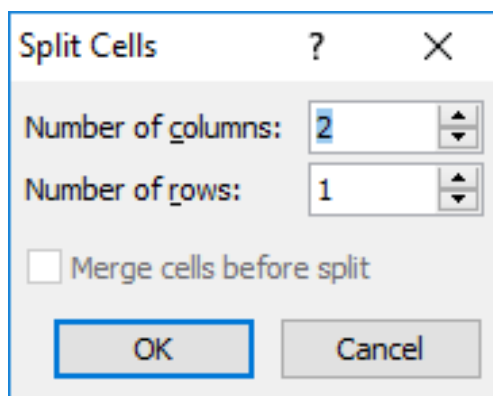 Split Cells ?
Number of columns: 2
Number of rows: 1
Merge cells before split
OK Cancel